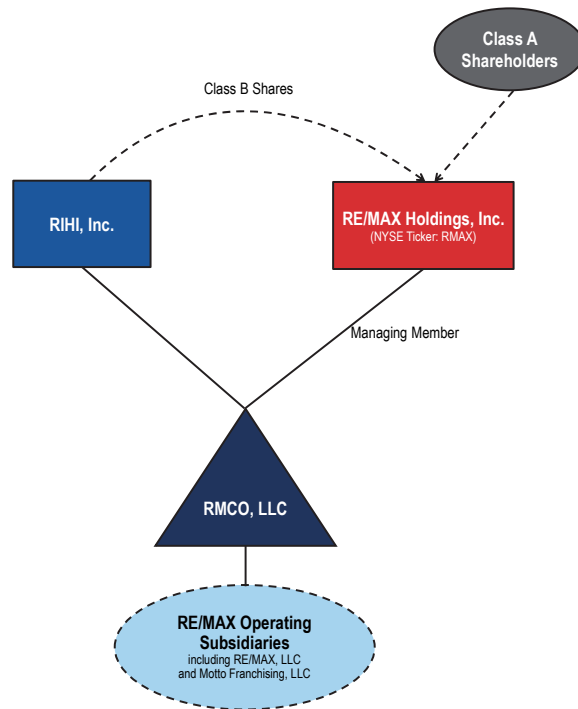 Class A
Shareholders
Class B Shares
RIHI, Inc.
RE/MAX Holdings, Inc.
(NYSE Ticker: RMAX)
Managing Member
RMCO, LLC
RE/MAX Operating
Subsidiaries
including RE/MAX, LLC
and Motto Franchising, LLC